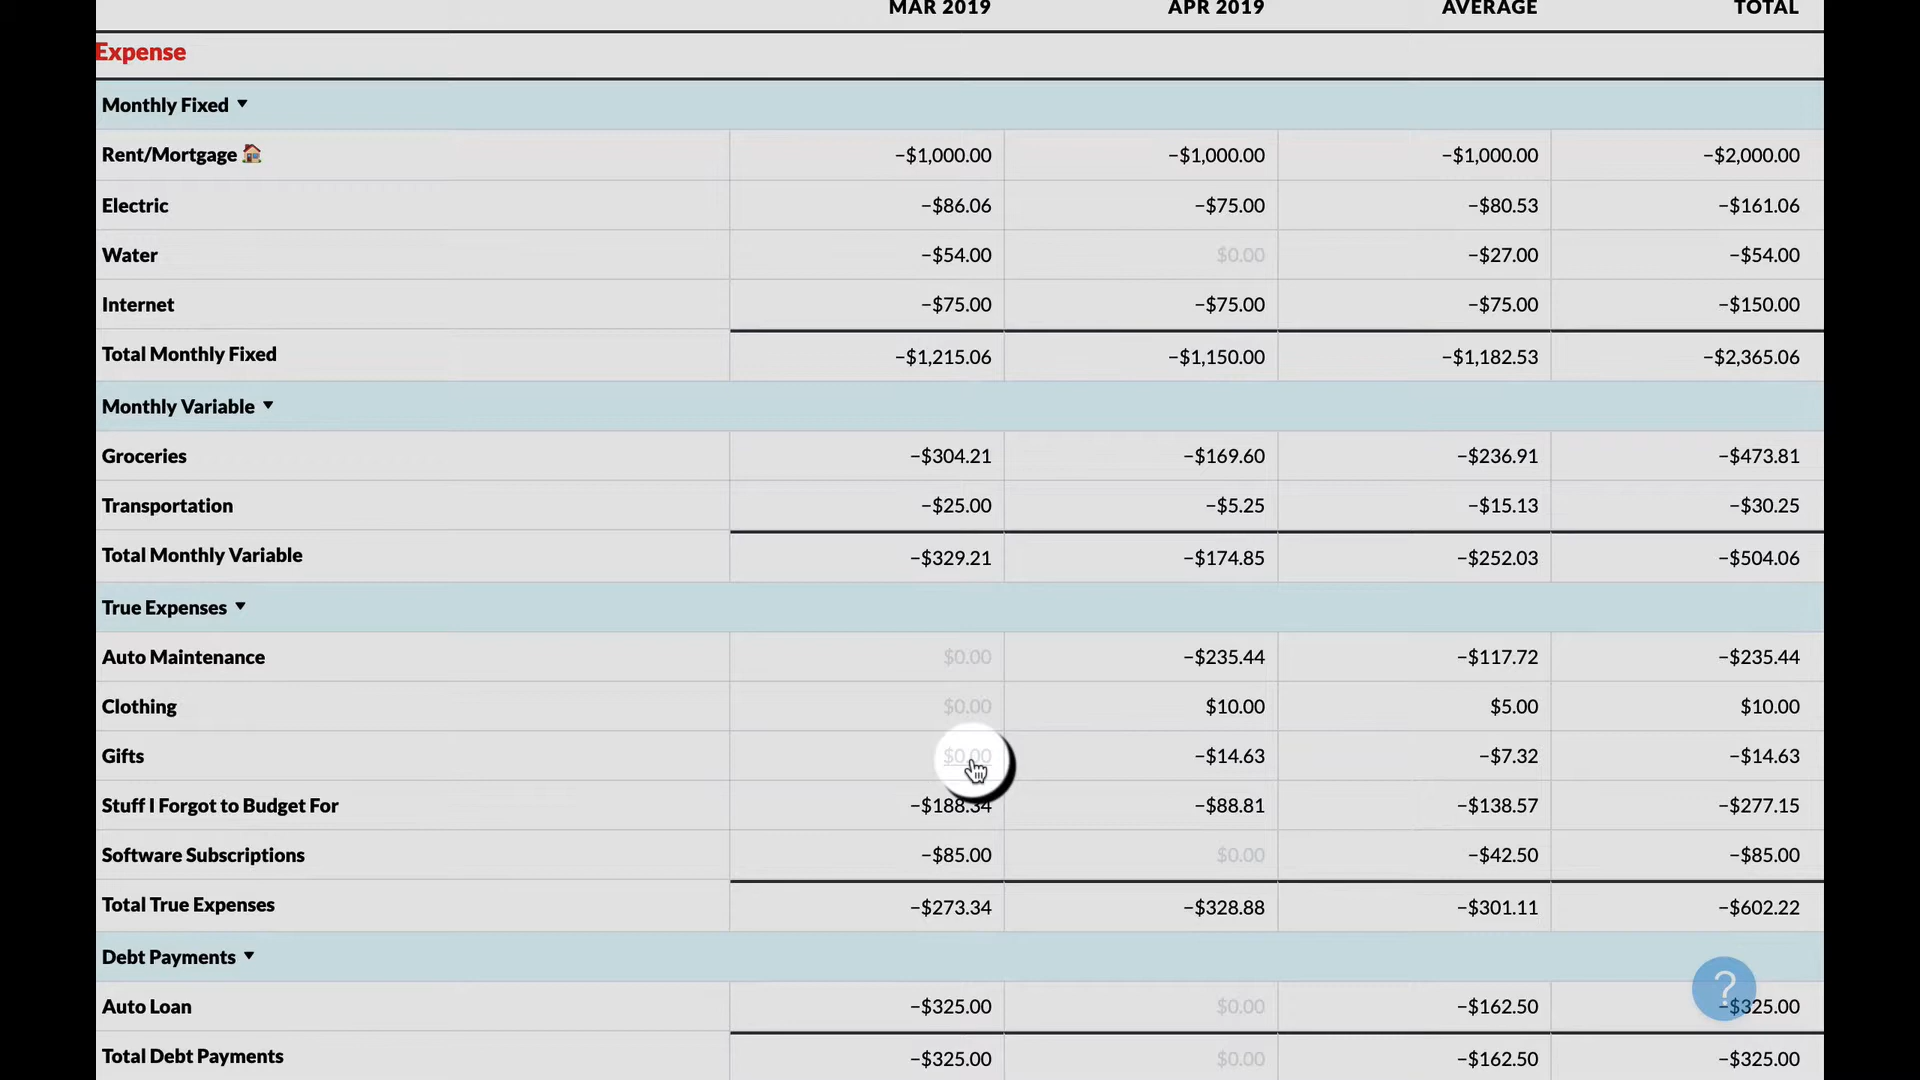 MAR 2019 APR 2019 AVERAGE TOTAL
Expense
Monthly Fixed
Rent/Mortgage −$1,000.00 −$1,000.00 −$1,000.00 −$2,000.00
Electric −$86.06 −$75.00 −$80.53 −$161.06
Water −$54.00 $0.00 −$27.00 −$54.00
Internet −$75.00 −$75.00 −$75.00 −$150.00
Total Monthly Fixed −$1,215.06 −$1,150.00 −$1,182.53 −$2,365.06
Monthly Variable
Groceries −$304.21 −$169.60 −$236.91 −$473.81
Transportation −$25.00 −$5.25 −$15.13 −$30.25
Total Monthly Variable −$329.21 −$174.85 −$252.03 −$504.06
True Expenses
Auto Maintenance $0.00 −$235.44 −$117.72 −$235.44
Clothing $0.00 $10.00 $5.00 $10.00
Gifts $0.00 −$14.63 −$7.32 −$14.63
Stuff I Forgot to Budget For −$188.34 −$88.81 −$138.57 −$277.15
Software Subscriptions −$85.00 $0.00 −$42.50 −$85.00
Total True Expenses −$273.34 −$328.88 −$301.11 −$602.22
Debt Payments
Auto Loan −$325.00 $0.00 −$162.50 −$325.00
?
Total Debt Payments −$325.00 $0.00 −$162.50 −$325.00